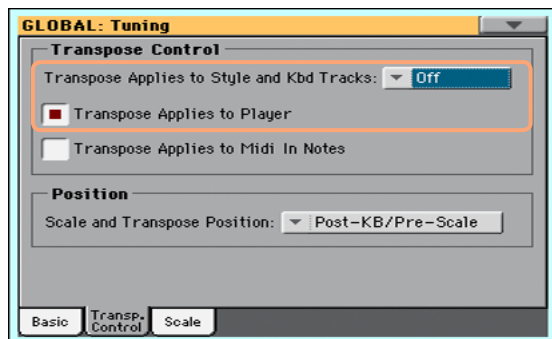 GLOBAL: Tuning
Transpose Control
Transpose Applies to Style and Kbd Tracks: Off
Transpose Applies to Player
Transpose Applies to Midi In Notes
Position
Scale and Transpose Position: Post-KB/Pre-Scale
Basic Transp. Control Scale